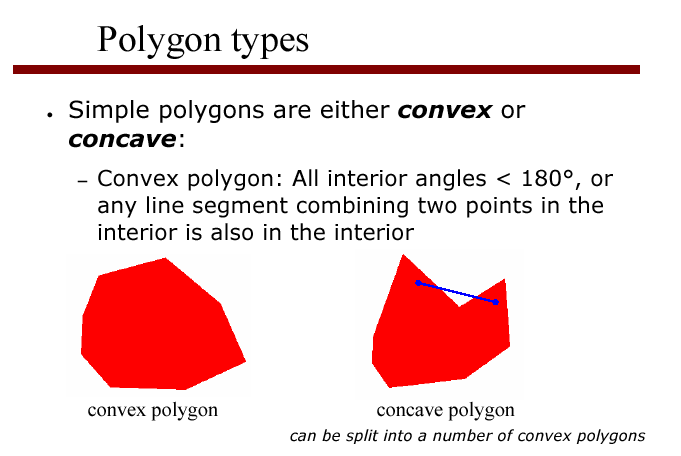 Polygon types
• Simple polygons are either convex or
concave:
– Convex polygon: All interior angles < 180°, or
any line segment combining two points in the
interior is also in the interior
convex polygon
concave polygon
can be split into a number of convex polygons